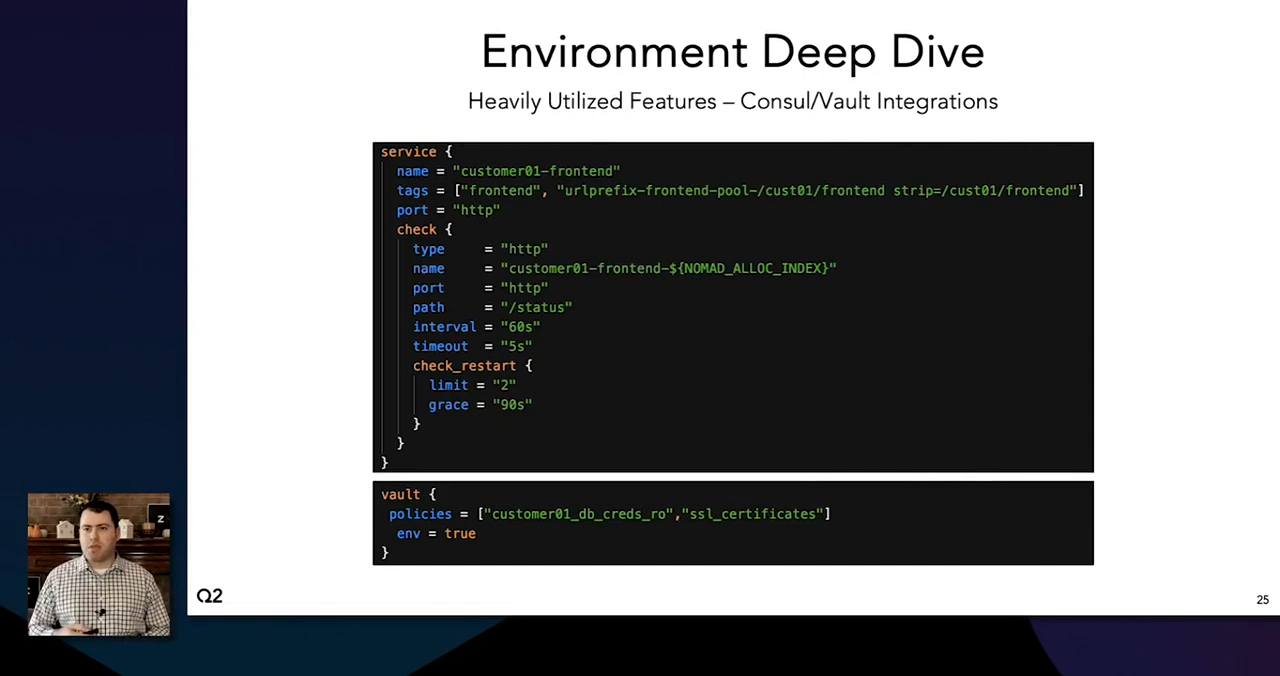 Environment Deep Dive
Heavily Utilized Features – Consul/Vault Integrations
service {
name = "customer01-frontend"
tags = ["frontend", "urlprefix-frontend-pool-/cust01/frontend strip=/cust01/frontend"]
port = "http"
check {
type = "http"
name = "customer01-frontend-${NOMAD_ALLOC_INDEX}"
port = "http"
path = "/status"
interval = "60s"
timeout = "5s"
check_restart {
limit = "2"
grace = "90s"
}
}
}
vault {
policies = ["customer01_db_creds_ro","ssl_certificates"]
env = true
}
Z
Q2
25